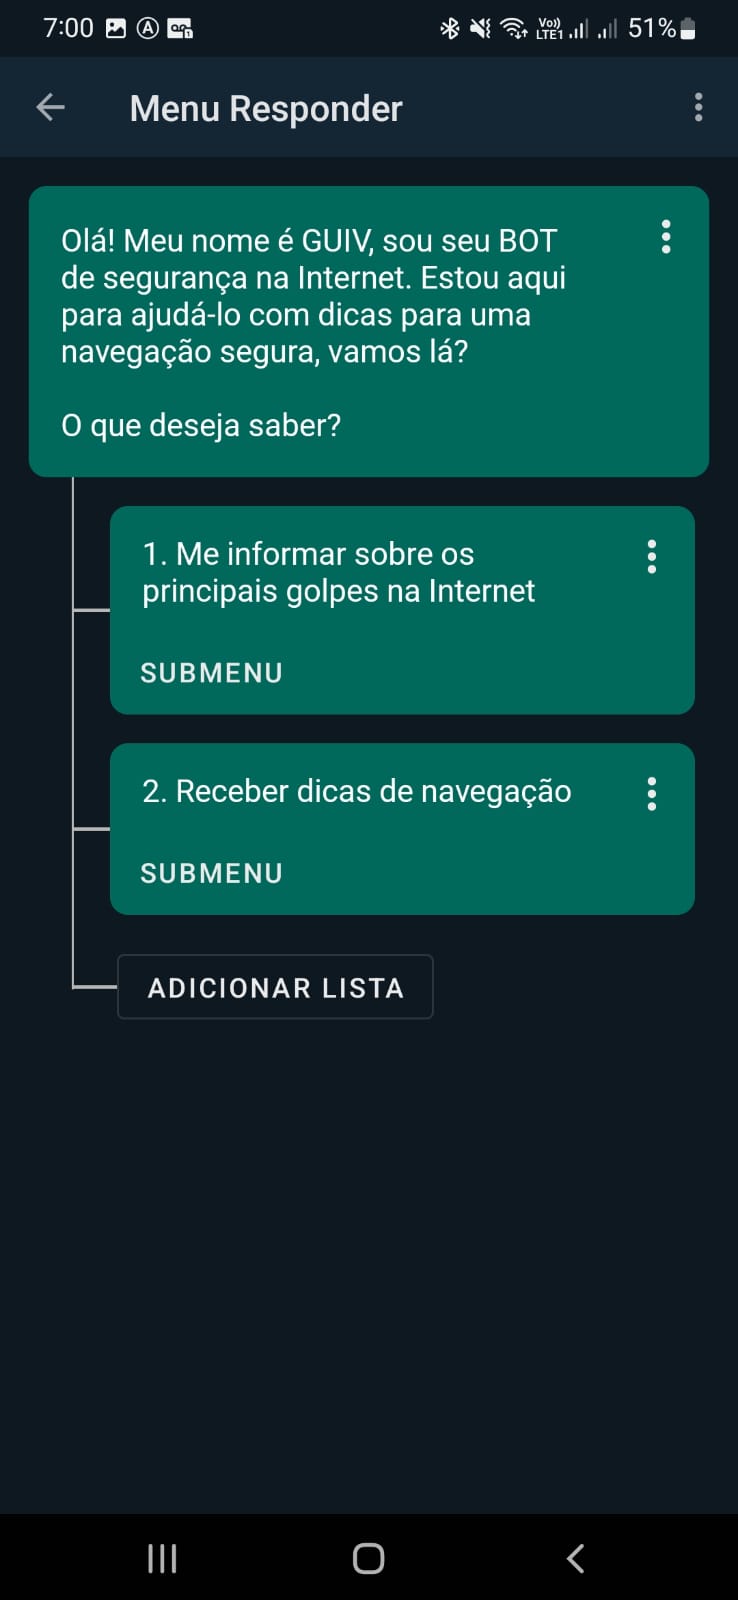 7:00
Vo)) LTE1 51%
Menu Responder
Olá! Meu nome é GUIV, sou seu BOT
de segurança na Internet. Estou aqui
para ajudá-lo com dicas para uma
navegação segura, vamos lá?
O que deseja saber?
1. Me informar sobre os
principais golpes na Internet
SUBMENU
2. Receber dicas de navegação
SUBMENU
ADICIONAR LISTA